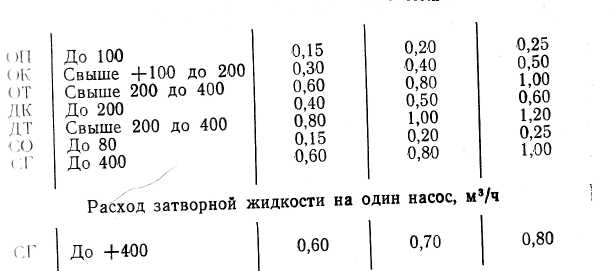 ОП До 100 0,15 0,20 0,25
ОК Свыше +100 до 200 0,30 0,40 0,50
ОТ Свыше 200 до 400 0,60 0,80 1,00
ДК До 200 0,40 0,50 0,60
ДТ Свыше 200 до 400 0,80 1,00 1,20
СО До 80 0,15 0,20 0,25
СГ До 400 0,60 0,80 1,00
Расход затворной жидкости на один насос, м³/ч
СГ До +400 0,60 0,70 0,80